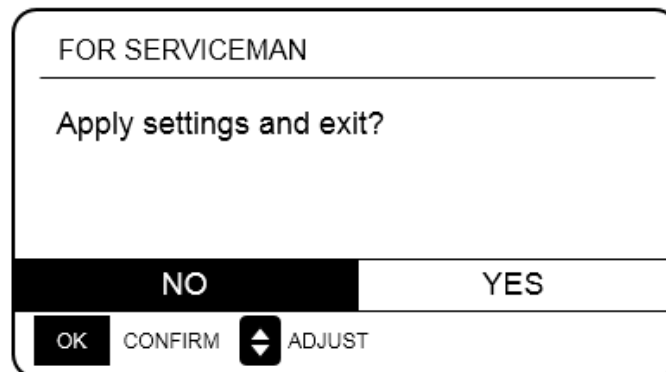 FOR SERVICEMAN
Apply settings and exit?
NO YES
OK CONFIRM ADJUST